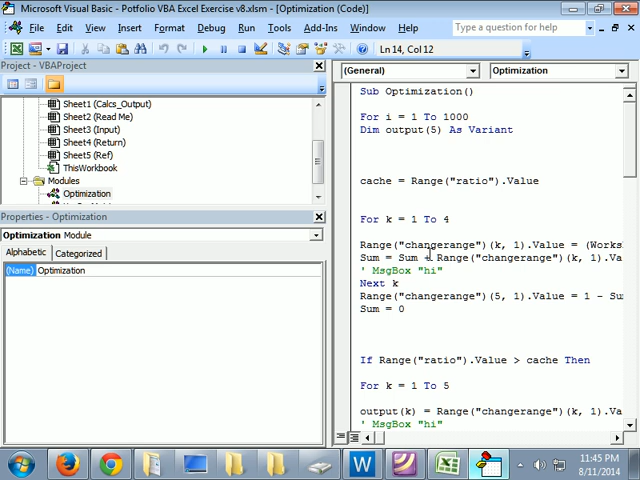 Microsoft Visual Basic - Potfolio VBA Excel Exercise v8.xlsm - [Optimization (Code)]
File Edit View Insert Format Debug Run Tools Add-Ins Window Help Type a question for help
Ln 14, Col 12
Project - VBAProject
Sheet1 (Calcs_Output)
Sheet2 (Read Me)
Sheet3 (Input)
Sheet4 (Return)
Sheet5 (Ref)
ThisWorkbook
Modules
Optimization
Properties - Optimization
Optimization Module
Alphabetic Categorized
(Name) Optimization
(General) Optimization
Sub Optimization()
For i = 1 To 1000
Dim output(5) As Variant
cache = Range("ratio").Value
For k = 1 To 4
Range("changerange")(k, 1).Value = (Works
Sum = Sum + Range("changerange")(k, 1).Va
' MsgBox "hi"
Next k
Range("changerange")(5, 1).Value = 1 - Sum
Sum = 0
If Range("ratio").Value > cache Then
For k = 1 To 5
output(k) = Range("changerange")(k, 1).Va
' MsgBox "hi"
11:45 PM
8/11/2014